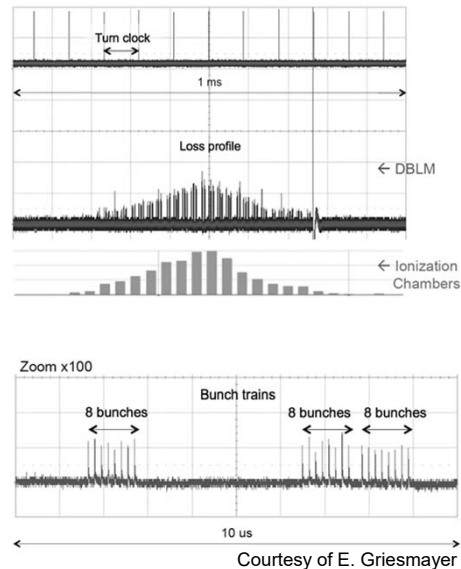 Turn clock
1 ms
Loss profile
← DBLM
← Ionization
Chambers
Zoom x100
Bunch trains
8 bunches
8 bunches
8 bunches
10 us
Courtesy of E. Griesmayer